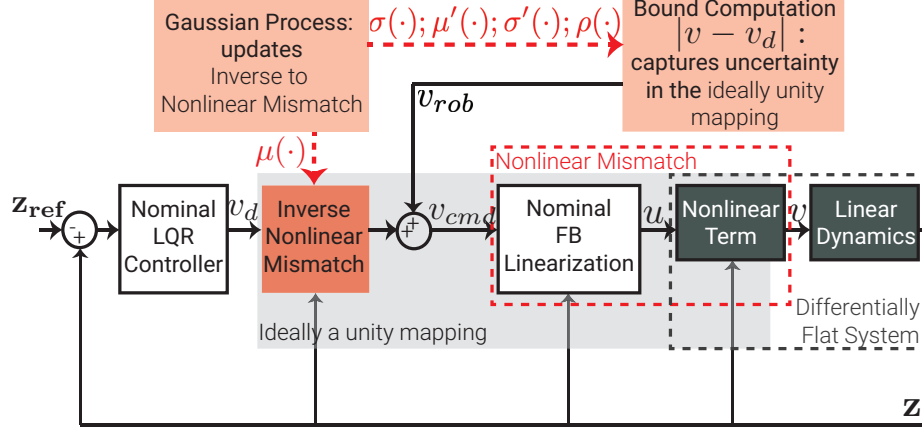 Gaussian Process:
updates
Inverse to
Nonlinear Mismatch
σ(·); μ′(·); σ′(·); ρ(·)
Bound Computation
|v − v_d| :
captures uncertainty
in the ideally unity
mapping
v_rob
μ(·)
Nonlinear Mismatch
z_ref
-
+
Nominal
LQR
Controller
v_d
Inverse
Nonlinear
Mismatch
+
+
v_cmd
Nominal
FB
Linearization
u
Nonlinear
Term
v
Linear
Dynamics
Ideally a unity mapping
Differentially
Flat System
z